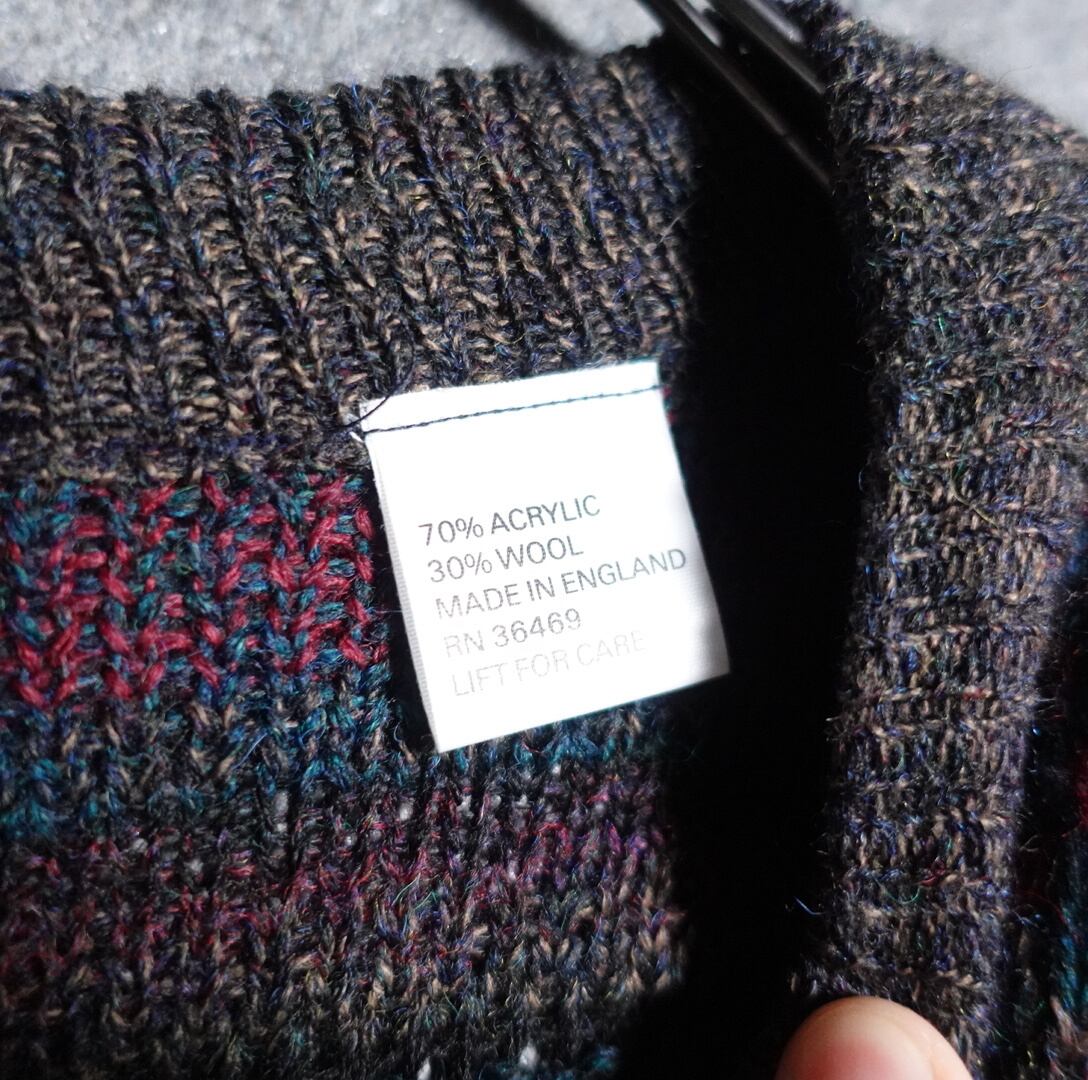 70% ACRYLIC
30% WOOL
MADE IN ENGLAND
RN 36469
LIFT FOR CARE